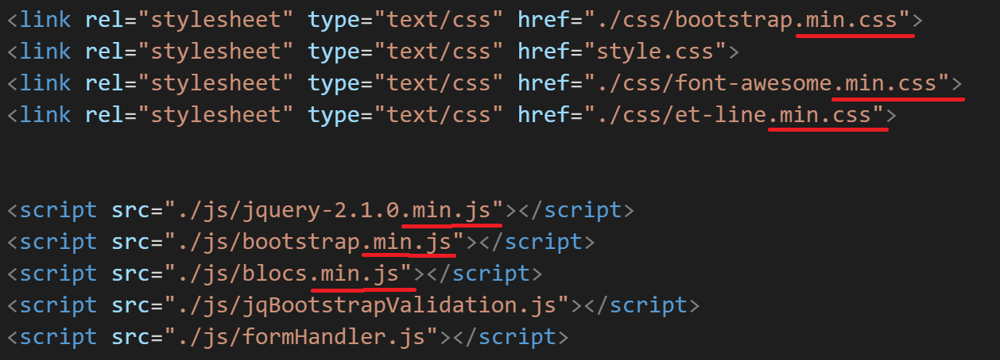 <link rel="stylesheet" type="text/css" href="./css/bootstrap.min.css">
<link rel="stylesheet" type="text/css" href="style.css">
<link rel="stylesheet" type="text/css" href="./css/font-awesome.min.css">
<link rel="stylesheet" type="text/css" href="./css/et-line.min.css">
<script src="./js/jquery-2.1.0.min.js"></script>
<script src="./js/bootstrap.min.js"></script>
<script src="./js/blocs.min.js"></script>
<script src="./js/jqBootstrapValidation.js"></script>
<script src="./js/formHandler.js"></script>